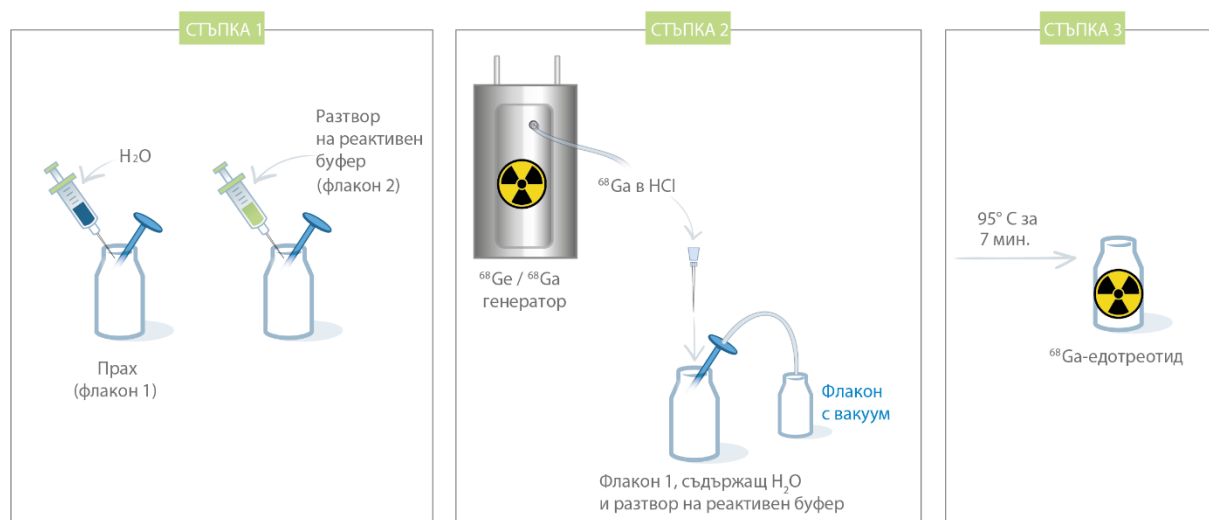 СТЪПКА 1
H₂O
Разтвор
на реактивен
буфер
(флакон 2)
Прах
(флакон 1)
СТЪПКА 2
⁶⁸Ga в HCl
⁶⁸Ge / ⁶⁸Ga
генератор
Флакон
с вакуум
Флакон 1, съдържащ H₂O
и разтвор на реактивен буфер
СТЪПКА 3
95° C за
7 мин.
⁶⁸Ga-едотреотид